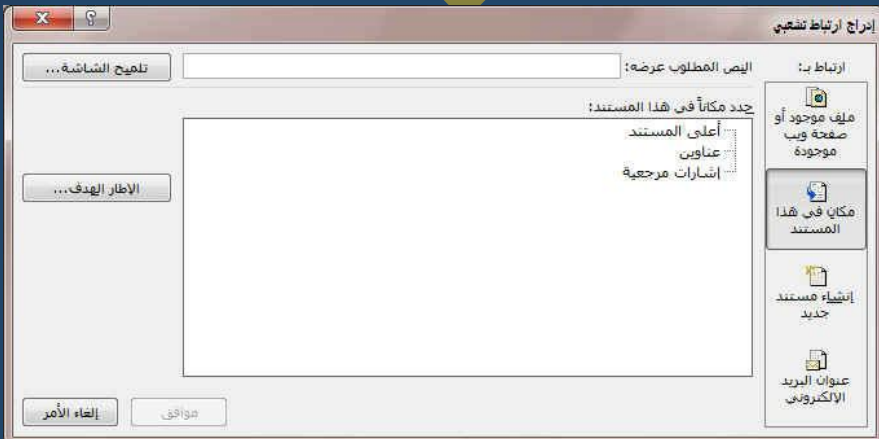 إدراج ارتباط تشعبي
ارتباط بـ:
النص المطلوب عرضه:
تلميح الشاشة...
ملف موجود أو
صفحة ويب
موجودة
حدد مكاناً في هذا المستند:
أعلى المستند
عناوين
إشارات مرجعية
الإطار الهدف...
مكان في هذا
المستند
إنشاء مستند
جديد
عنوان البريد
الإلكتروني
موافق
إلغاء الأمر